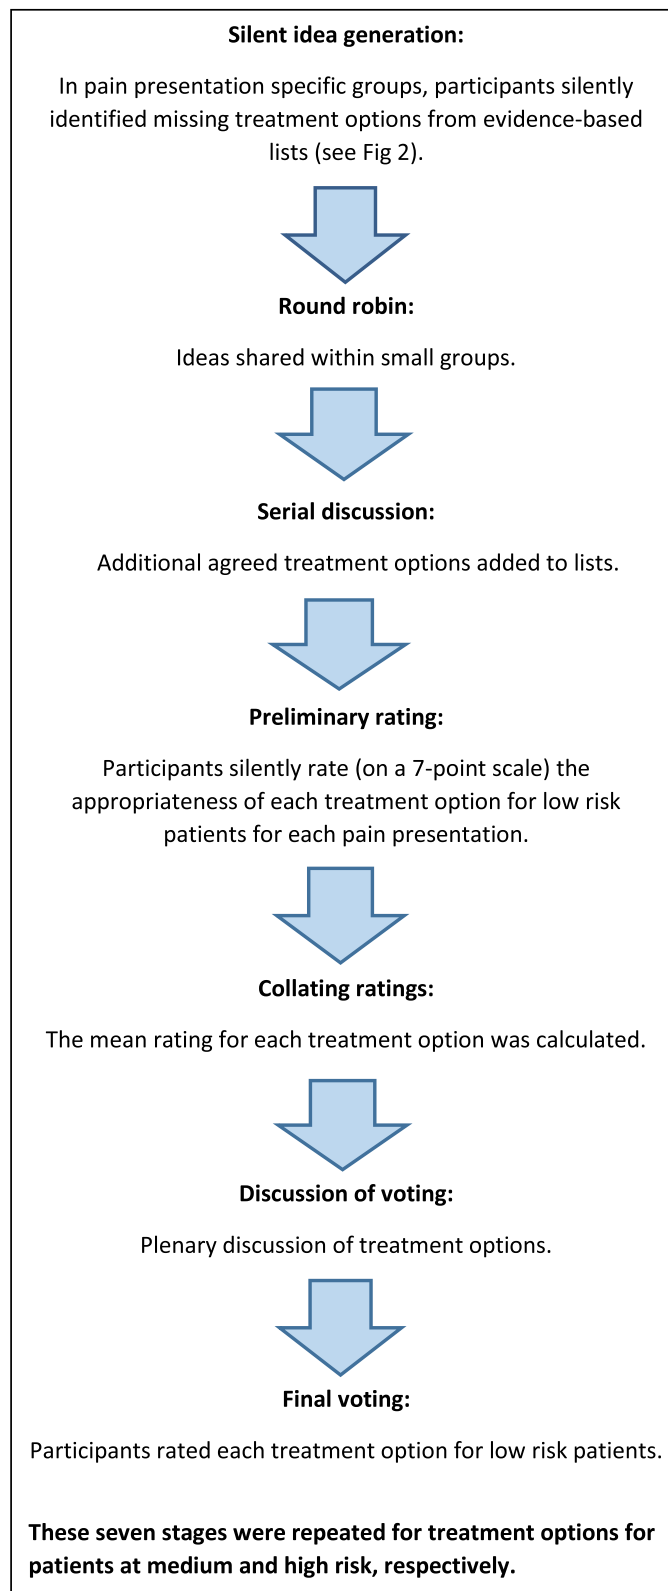 Silent idea generation:
In pain presentation specific groups, participants silently
identified missing treatment options from evidence-based
lists (see Fig 2).
Round robin:
Ideas shared within small groups.
Serial discussion:
Additional agreed treatment options added to lists.
Preliminary rating:
Participants silently rate (on a 7-point scale) the
appropriateness of each treatment option for low risk
patients for each pain presentation.
Collating ratings:
The mean rating for each treatment option was calculated.
Discussion of voting:
Plenary discussion of treatment options.
Final voting:
Participants rated each treatment option for low risk patients.
These seven stages were repeated for treatment options for
patients at medium and high risk, respectively.